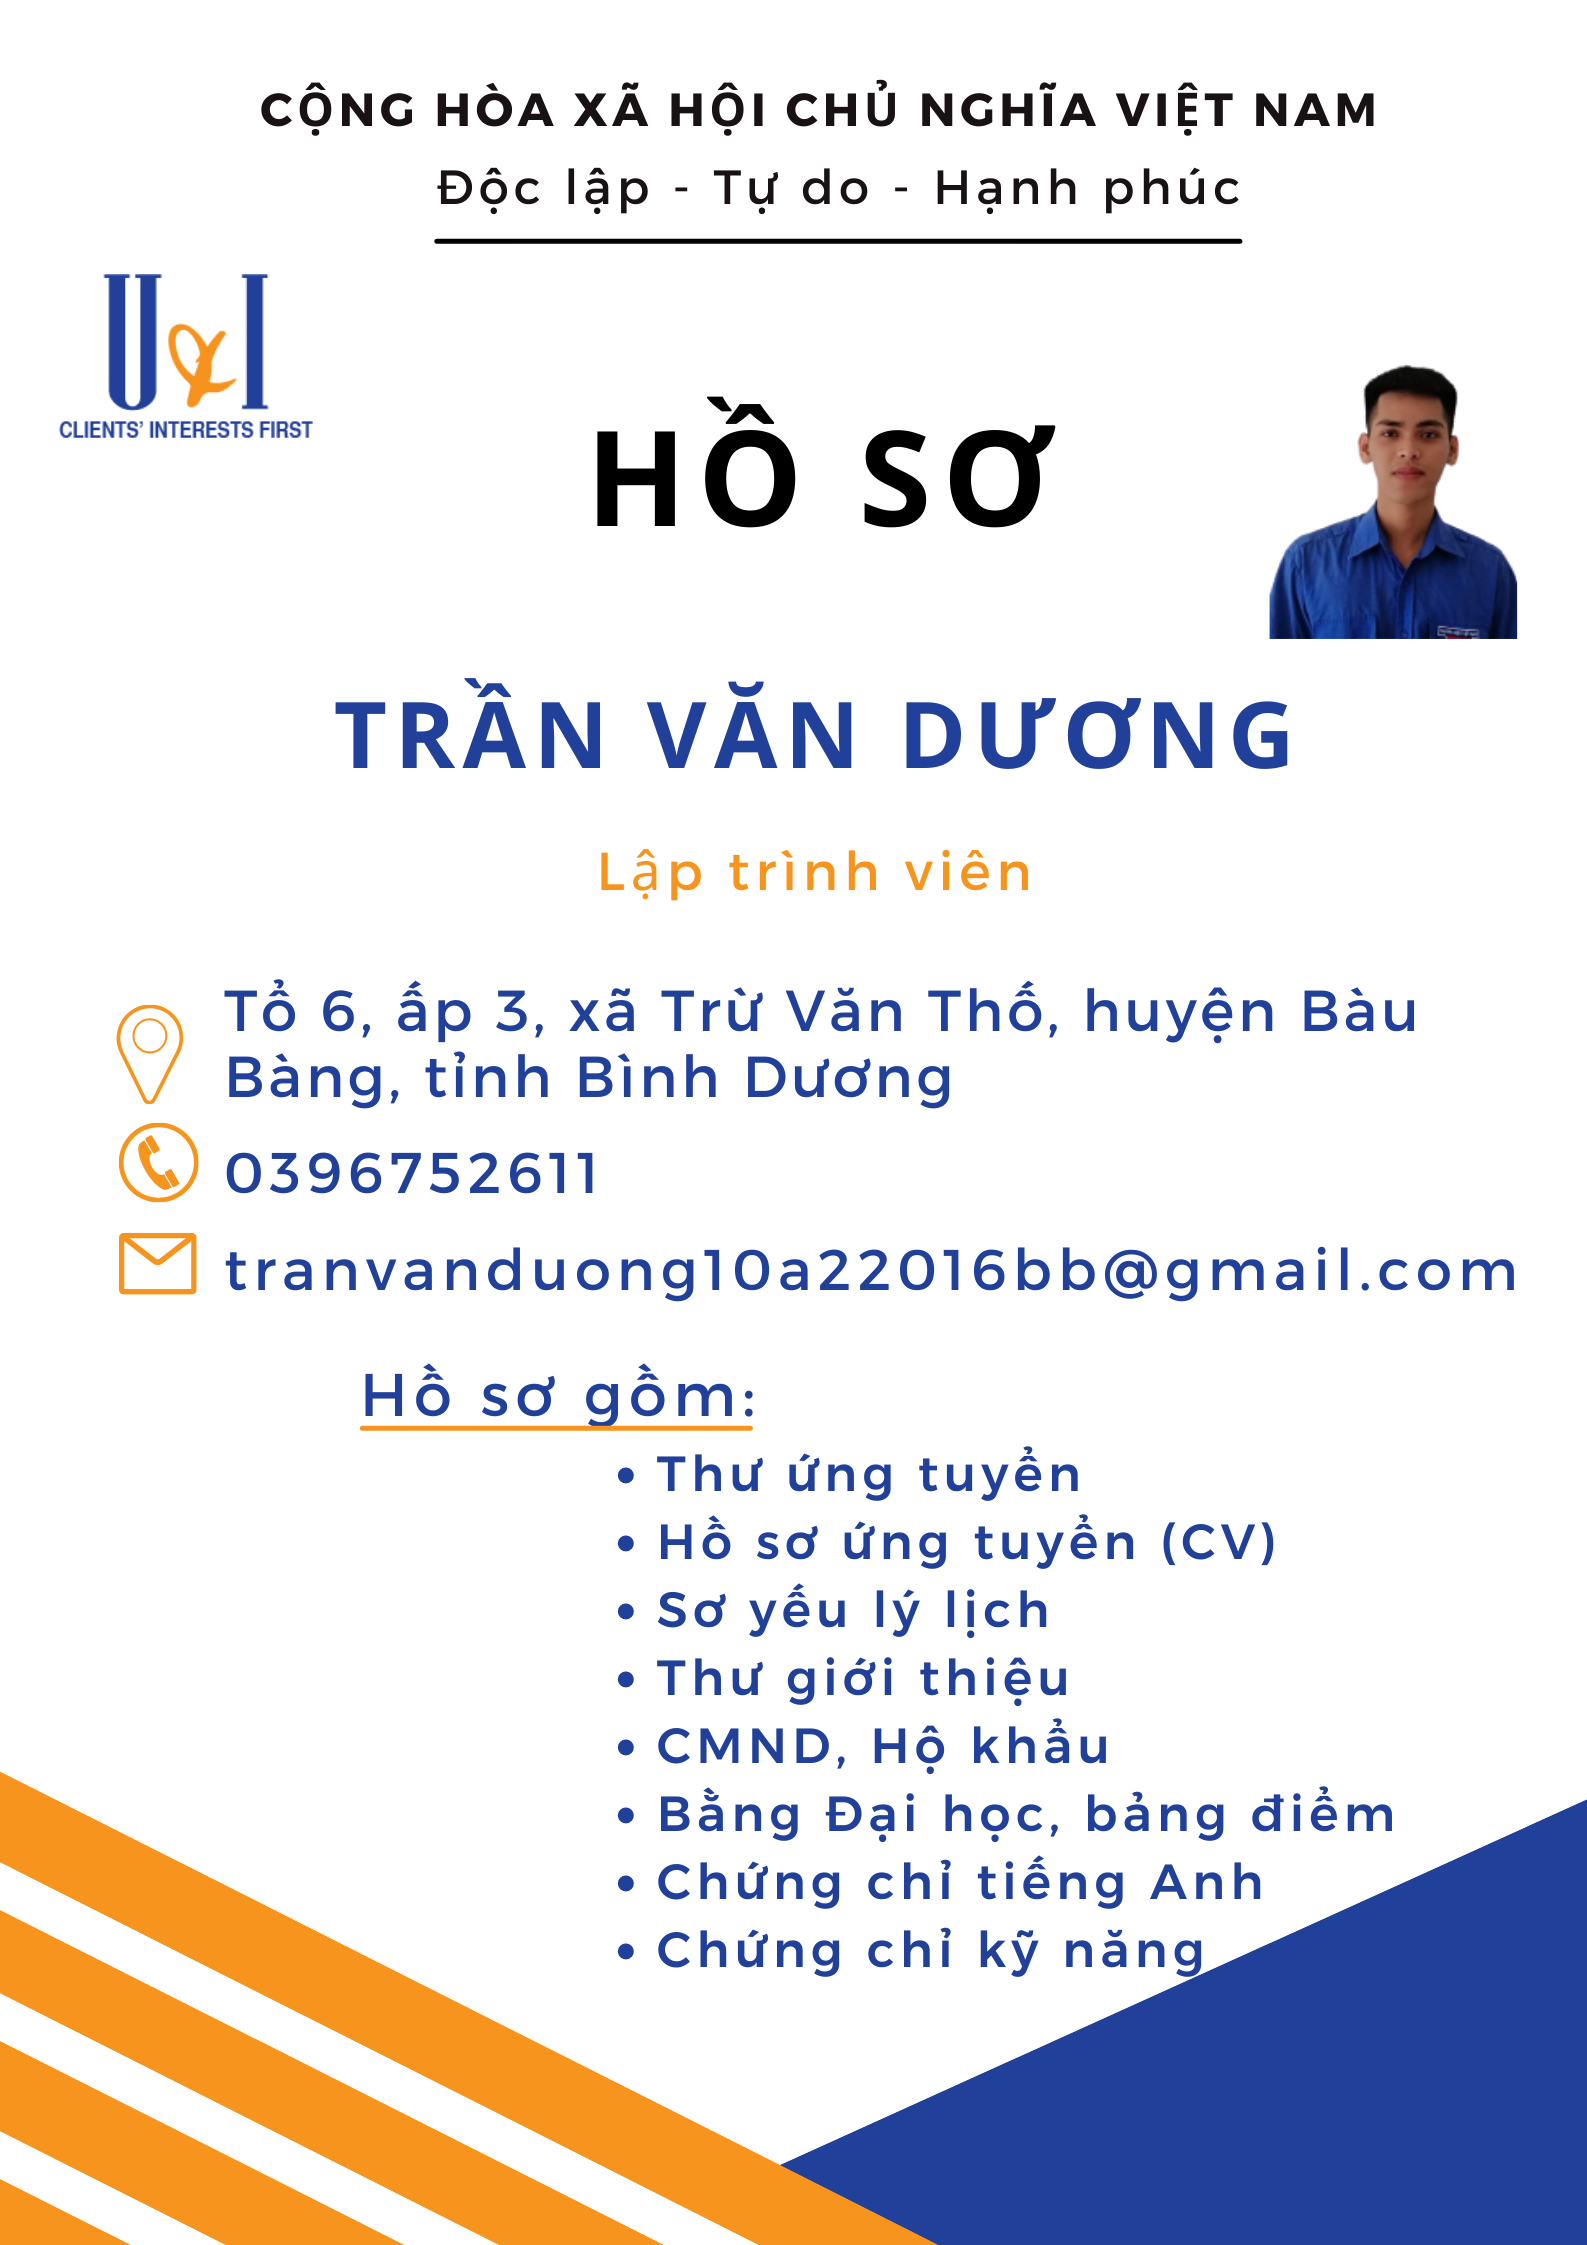 CỘNG HÒA XÃ HỘI CHỦ NGHĨA VIỆT NAM
Độc lập - Tự do - Hạnh phúc
U&I
CLIENTS' INTERESTS FIRST
HỒ SƠ
TRẦN VĂN DƯƠNG
Lập trình viên
Tổ 6, ấp 3, xã Trừ Văn Thố, huyện Bàu
Bàng, tỉnh Bình Dương
0396752611
tranvanduong10a22016bb@gmail.com
Hồ sơ gồm:
• Thư ứng tuyển
• Hồ sơ ứng tuyển (CV)
• Sơ yếu lý lịch
• Thư giới thiệu
• CMND, Hộ khẩu
• Bằng Đại học, bảng điểm
• Chứng chỉ tiếng Anh
• Chứng chỉ kỹ năng